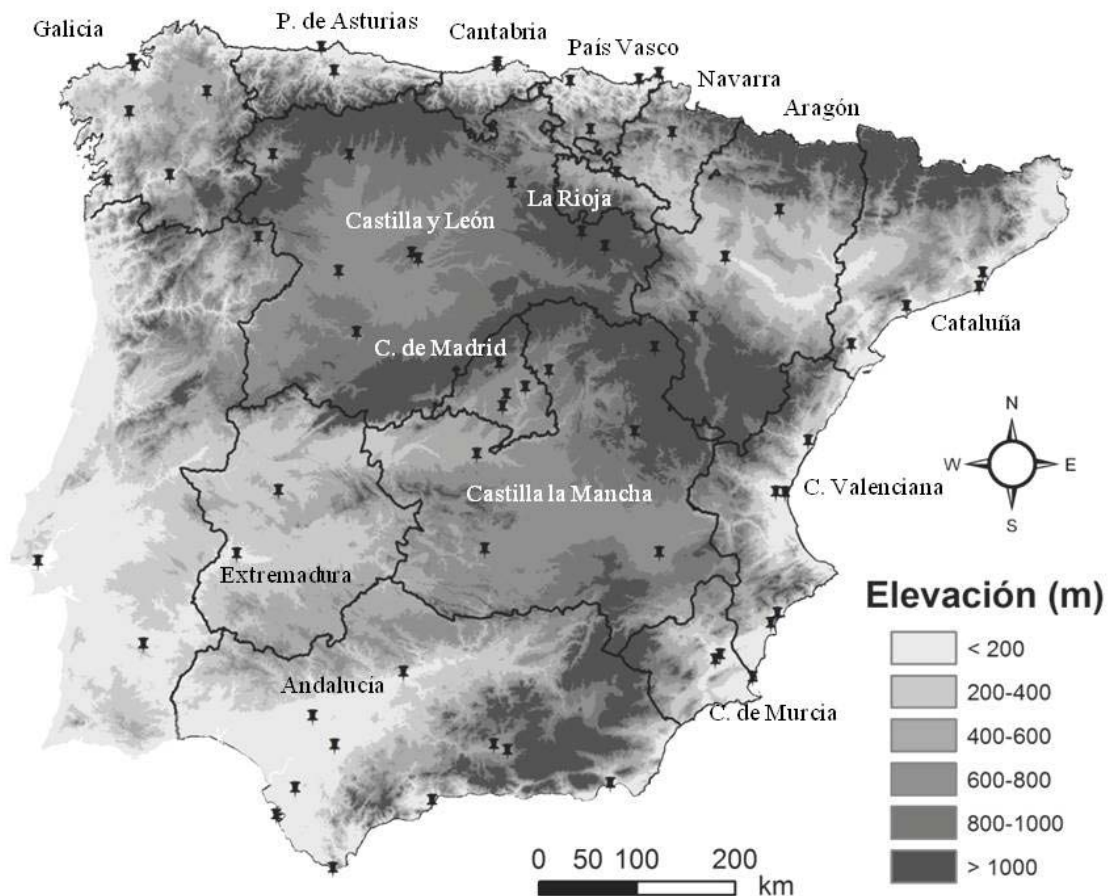 Galicia
P. de Asturias
Cantabria
País Vasco
Navarra
Aragón
La Rioja
Castilla y León
Cataluña
C. de Madrid
N
W
E
S
C. Valenciana
Castilla la Mancha
Extremadura
Andalucía
C. de Murcia
Elevación (m)
< 200
200-400
400-600
600-800
800-1000
> 1000
0 50 100 200
km